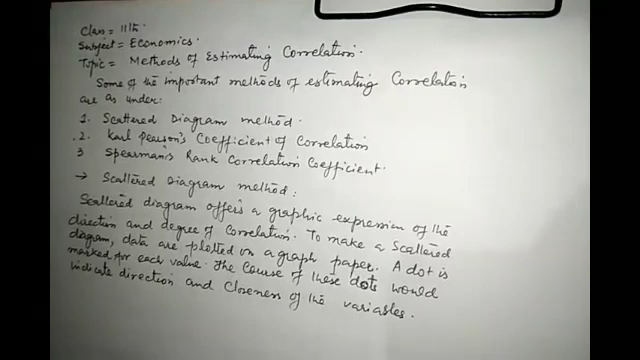 Class = 11th.
Subject = Economics.
Topic = Methods of Estimating Correlation.
Some of the important methods of estimating Correlation
are as under:
1. Scattered Diagram method.
2. Karl Pearson's Coefficient of Correlation
3 Spearman's Rank Correlation Coefficient.
→ Scattered Diagram method:
Scattered diagram offers a graphic expression of the
direction and degree of Correlation. To make a Scattered
diagram, data are plotted on a graph paper. A dot is
marked for each value. The Course of these dots would
indicate direction and Closeness of the variables.